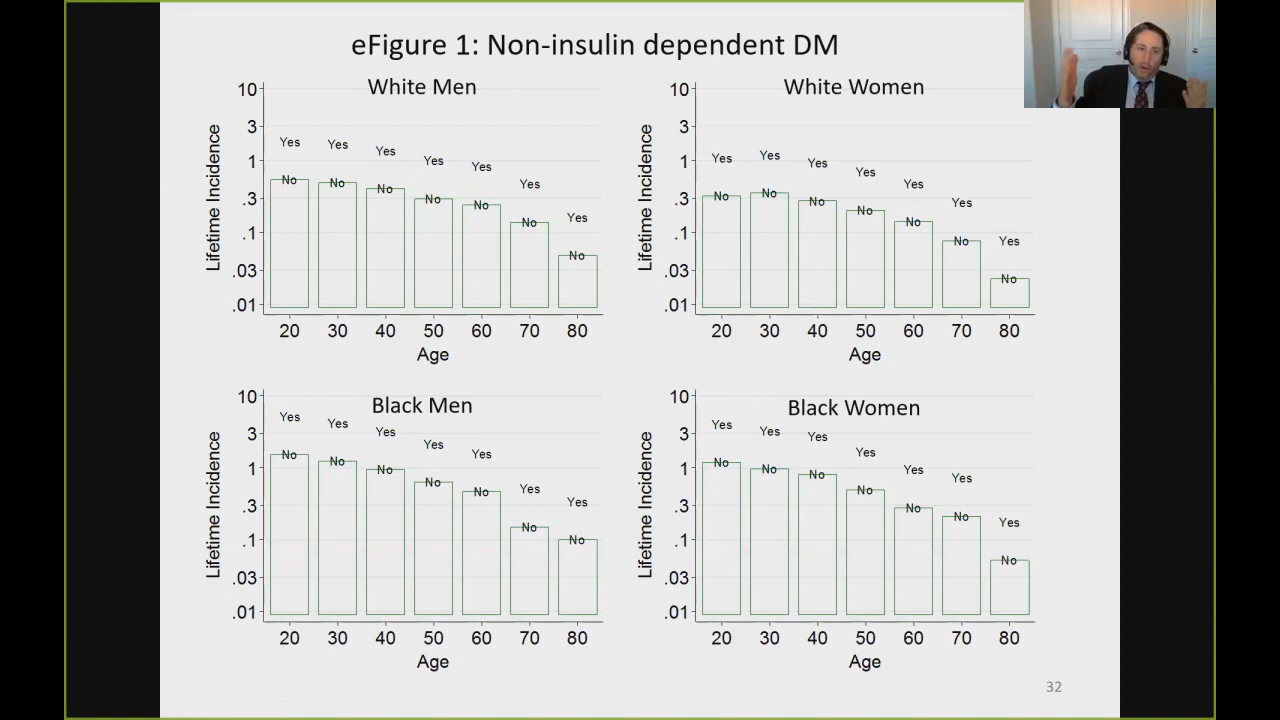 eFigure 1: Non-insulin dependent DM
White Men
10
3
1
.3
.1
.03
.01
Lifetime Incidence
Yes Yes Yes Yes Yes Yes Yes
No No No No No No No
20 30 40 50 60 70 80
Age
White Women
10
3
1
.3
.1
.03
.01
Lifetime Incidence
Yes Yes Yes Yes Yes Yes Yes
No No No No No No No
20 30 40 50 60 70 80
Age
Black Men
10
3
1
.3
.1
.03
.01
Lifetime Incidence
Yes Yes Yes Yes Yes Yes Yes
No No No No No No No
20 30 40 50 60 70 80
Age
Black Women
10
3
1
.3
.1
.03
.01
Lifetime Incidence
Yes Yes Yes Yes Yes Yes Yes
No No No No No No No
20 30 40 50 60 70 80
Age
32